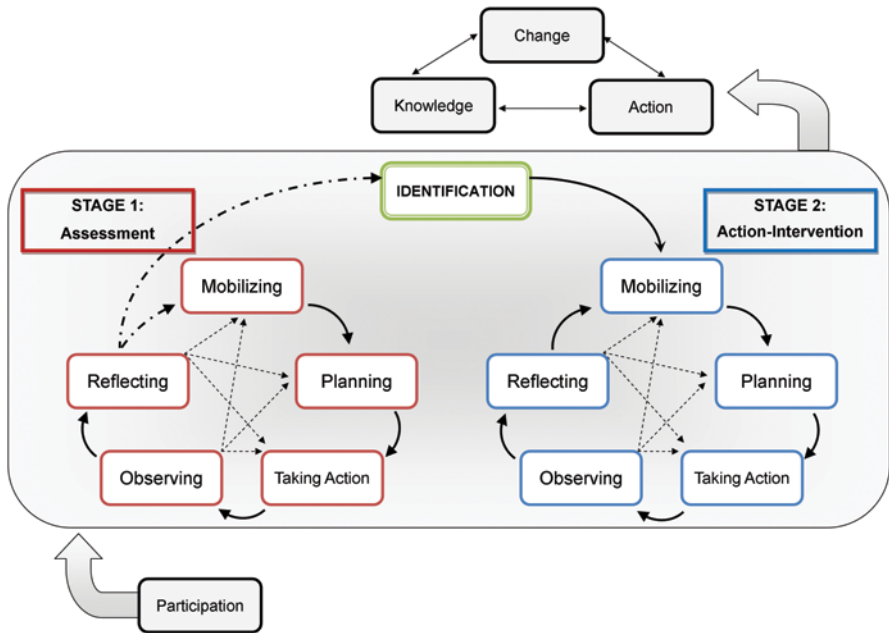 Change
Knowledge
Action
IDENTIFICATION
STAGE 1:
Assessment
STAGE 2:
Action-Intervention
Mobilizing
Reflecting
Planning
Observing
Taking Action
Mobilizing
Reflecting
Planning
Observing
Taking Action
Participation